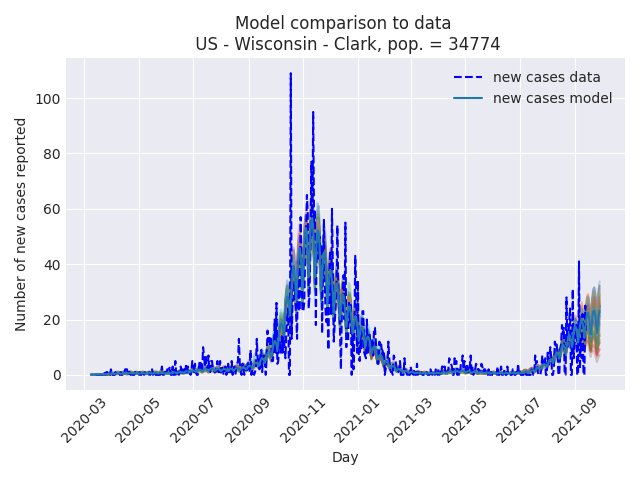 Model comparison to data
US - Wisconsin - Clark, pop. = 34774
new cases data
new cases model
100
80
60
40
20
0
Number of new cases reported
2020-03
2020-05
2020-07
2020-09
2020-11
2021-01
2021-03
2021-05
2021-07
2021-09
Day